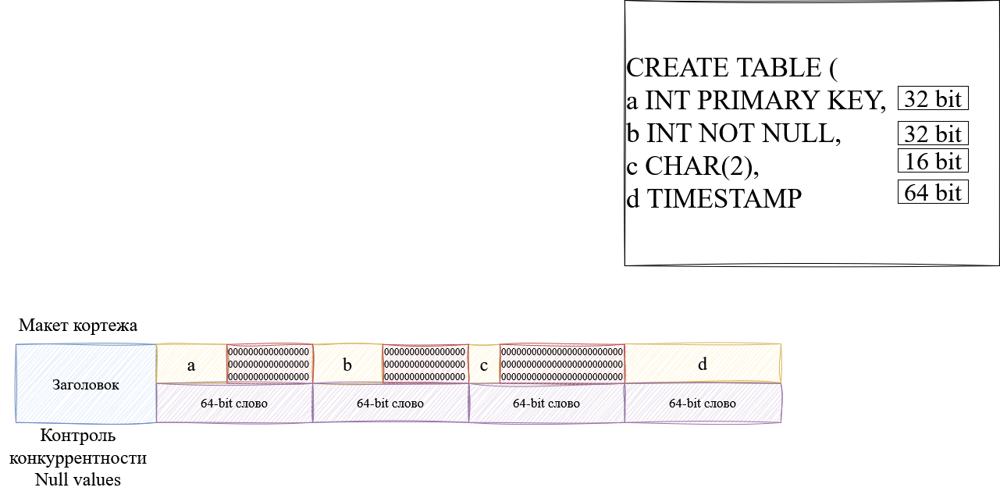 CREATE TABLE (
a INT PRIMARY KEY, 32 bit
b INT NOT NULL, 32 bit
c CHAR(2), 16 bit
d TIMESTAMP 64 bit
Макет кортежа
Заголовок
a
0000000000000000
0000000000000000
0000000000000000
b
0000000000000000
0000000000000000
0000000000000000
c
000000000000000000000000
000000000000000000000000
000000000000000000000000
d
64-bit слово
64-bit слово
64-bit слово
64-bit слово
Контроль
конкуррентности
Null values